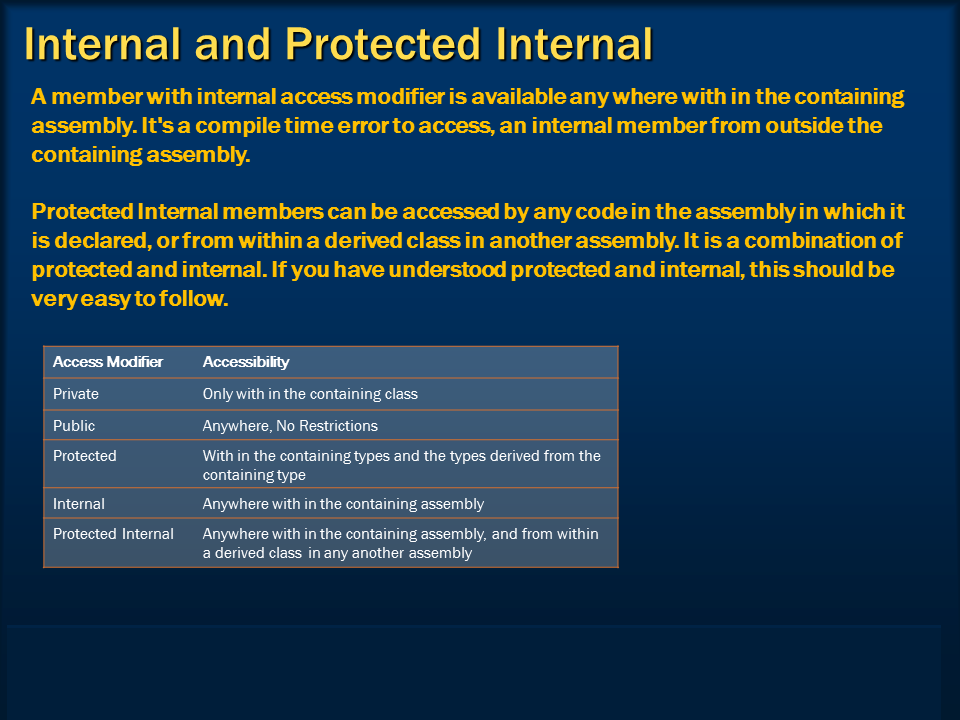 Internal and Protected Internal
A member with internal access modifier is available any where with in the containing
assembly. It's a compile time error to access, an internal member from outside the
containing assembly.
Protected Internal members can be accessed by any code in the assembly in which it
is declared, or from within a derived class in another assembly. It is a combination of
protected and internal. If you have understood protected and internal, this should be
very easy to follow.
Access Modifier Accessibility
Private Only with in the containing class
Public Anywhere, No Restrictions
Protected With in the containing types and the types derived from the
containing type
Internal Anywhere with in the containing assembly
Protected Internal Anywhere with in the containing assembly, and from within
a derived class in any another assembly